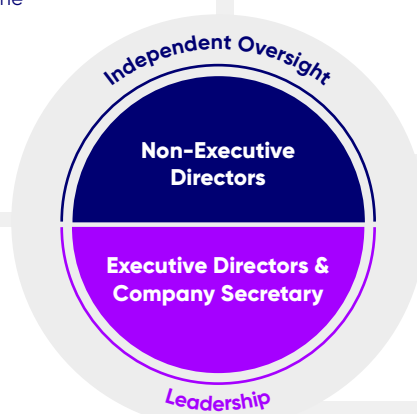 Independent Oversight
Non-Executive
Directors
Executive Directors &
Company Secretary
Leadership